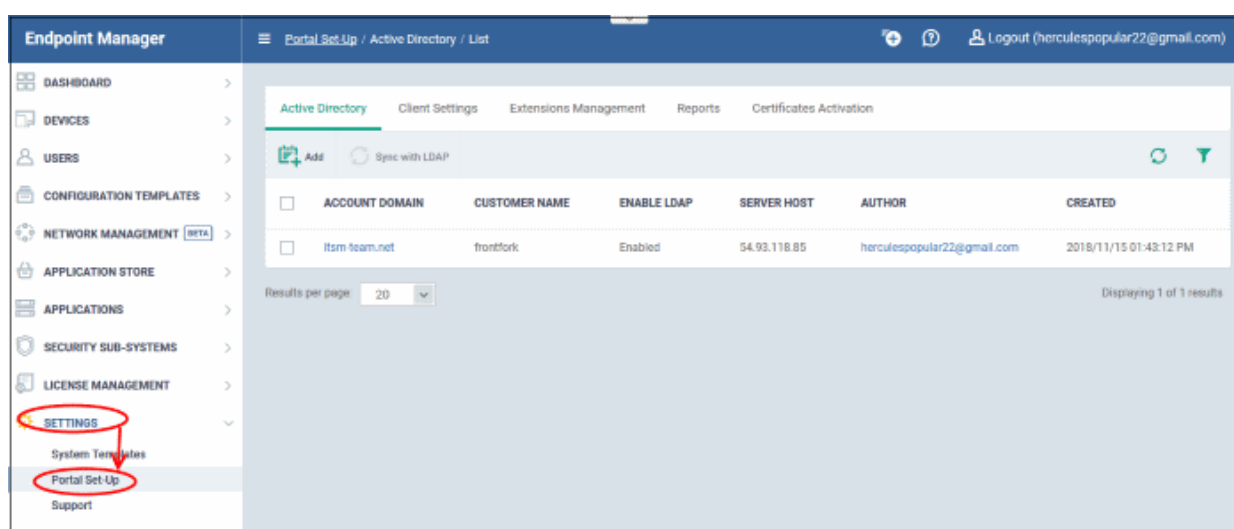 Endpoint Manager
Portal Set-Up / Active Directory / List
Logout (herculespopular22@gmail.com)
DASHBOARD
DEVICES
USERS
CONFIGURATION TEMPLATES
NETWORK MANAGEMENT BETA
APPLICATION STORE
APPLICATIONS
SECURITY SUB-SYSTEMS
LICENSE MANAGEMENT
SETTINGS
System Templates
Portal Set-Up
Support
Active Directory Client Settings Extensions Management Reports Certificates Activation
Add Sync with LDAP
ACCOUNT DOMAIN CUSTOMER NAME ENABLE LDAP SERVER HOST AUTHOR CREATED
itsm-team.net frontfork Enabled 54.93.118.85 herculespopular22@gmail.com 2018/11/15 01:43:12 PM
Results per page: 20 Displaying 1 of 1 results